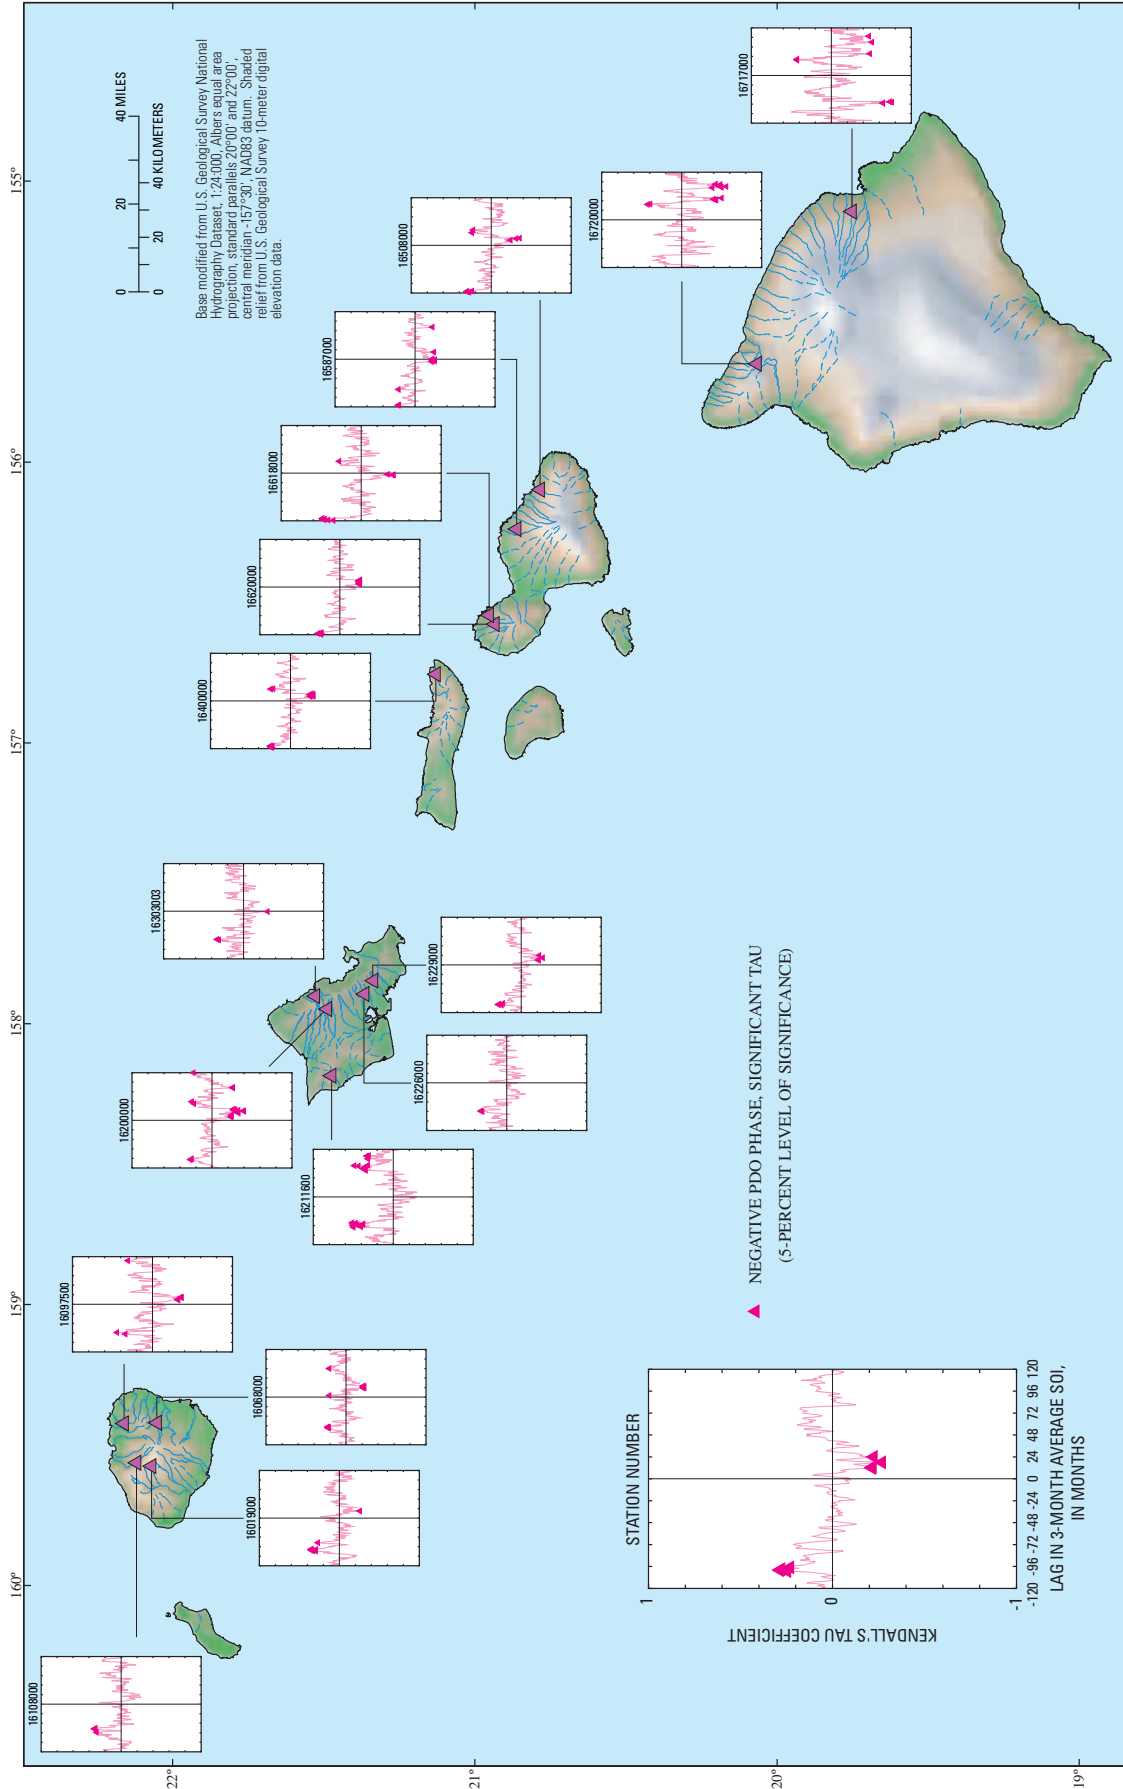 160°
159°
158°
157°
156°
155°
22°
21°
20°
19°
0 20 40 MILES
0 20 40 KILOMETERS
Base modified from U.S. Geological Survey National
Hydrography Dataset, 1:24:000, Albers equal area
projection, standard parallels 20°00' and 22°00',
central meridian -157°30', NAD83 datum. Shaded
relief from U.S. Geological Survey 10-meter digital
elevation data.
16108000
16019000
16068000
16097500
16211600
16200000
16226000
16229000
16303003
16400000
16620000
16618000
16587000
16508000
16720000
16717000
STATION NUMBER
1
0
-1
KENDALL'S TAU COEFFICIENT
-120 -96 -72 -48 -24 0 24 48 72 96 120
LAG IN 3-MONTH AVERAGE SOI,
IN MONTHS
NEGATIVE PDO PHASE, SIGNIFICANT TAU
(5-PERCENT LEVEL OF SIGNIFICANCE)